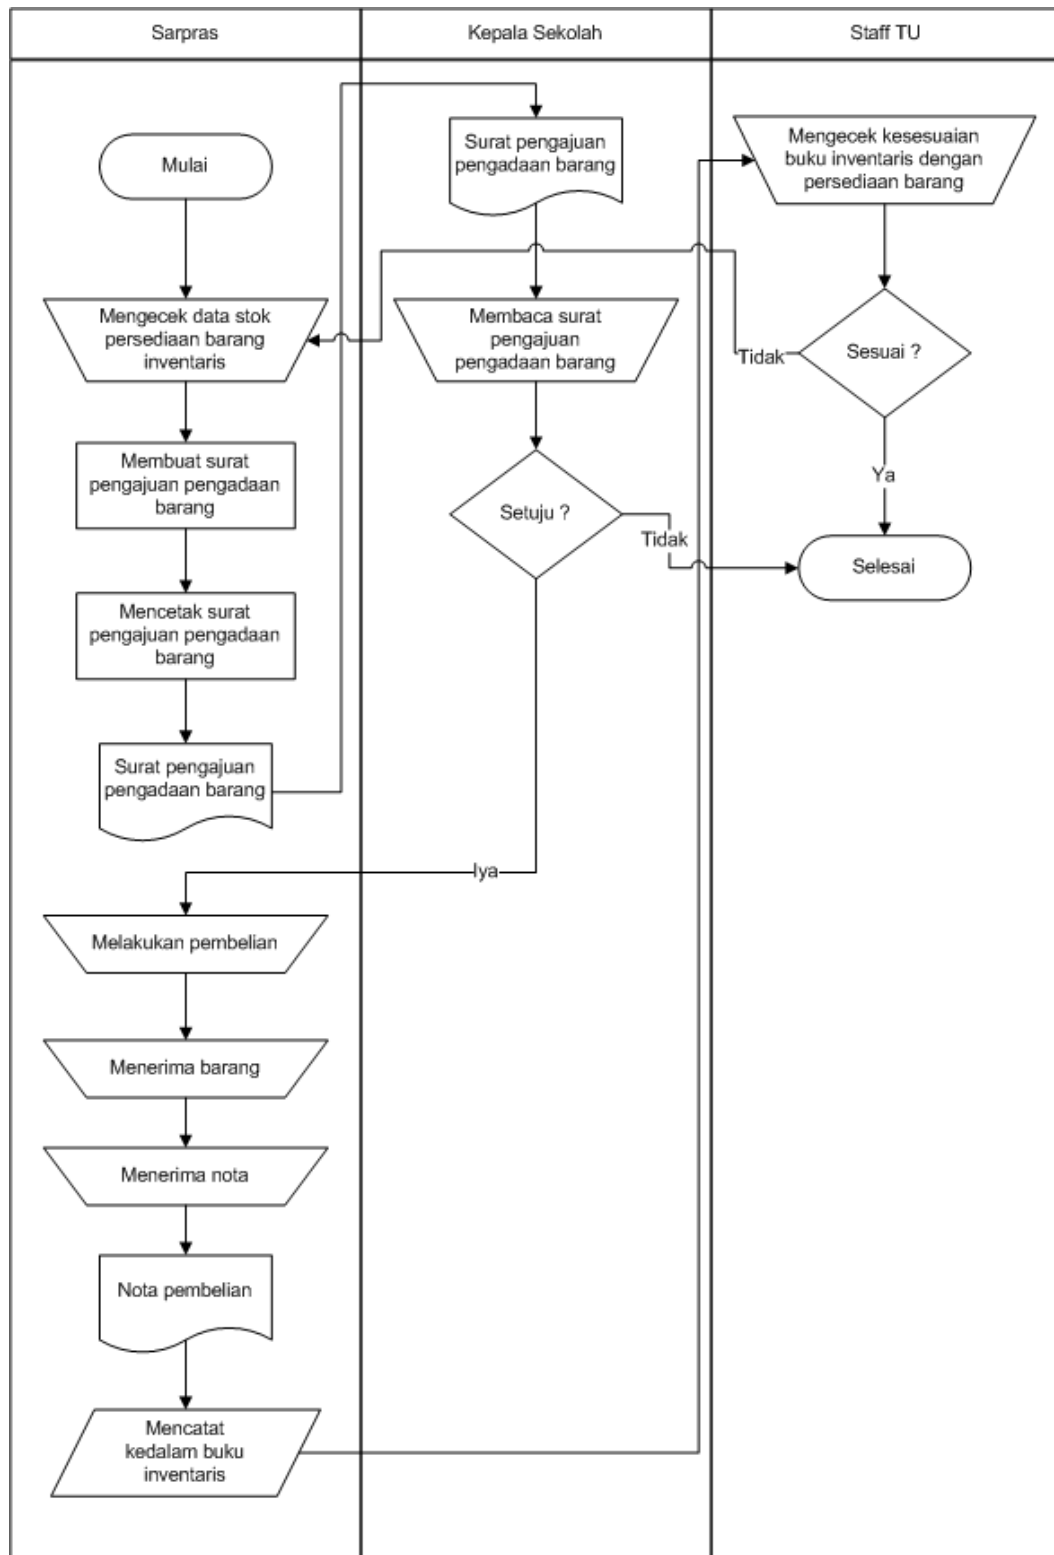 Sarpras
Kepala Sekolah
Staff TU
Mulai
Mengecek data stok
persediaan barang
inventaris
Membuat surat
pengajuan pengadaan
barang
Mencetak surat
pengajuan pengadaan
barang
Surat pengajuan
pengadaan barang
Melakukan pembelian
Menerima barang
Menerima nota
Nota pembelian
Mencatat
kedalam buku
inventaris
Surat pengajuan
pengadaan barang
Membaca surat
pengajuan
pengadaan barang
Setuju ?
Tidak
Iya
Mengecek kesesuaian
buku inventaris dengan
persediaan barang
Sesuai ?
Tidak
Ya
Selesai